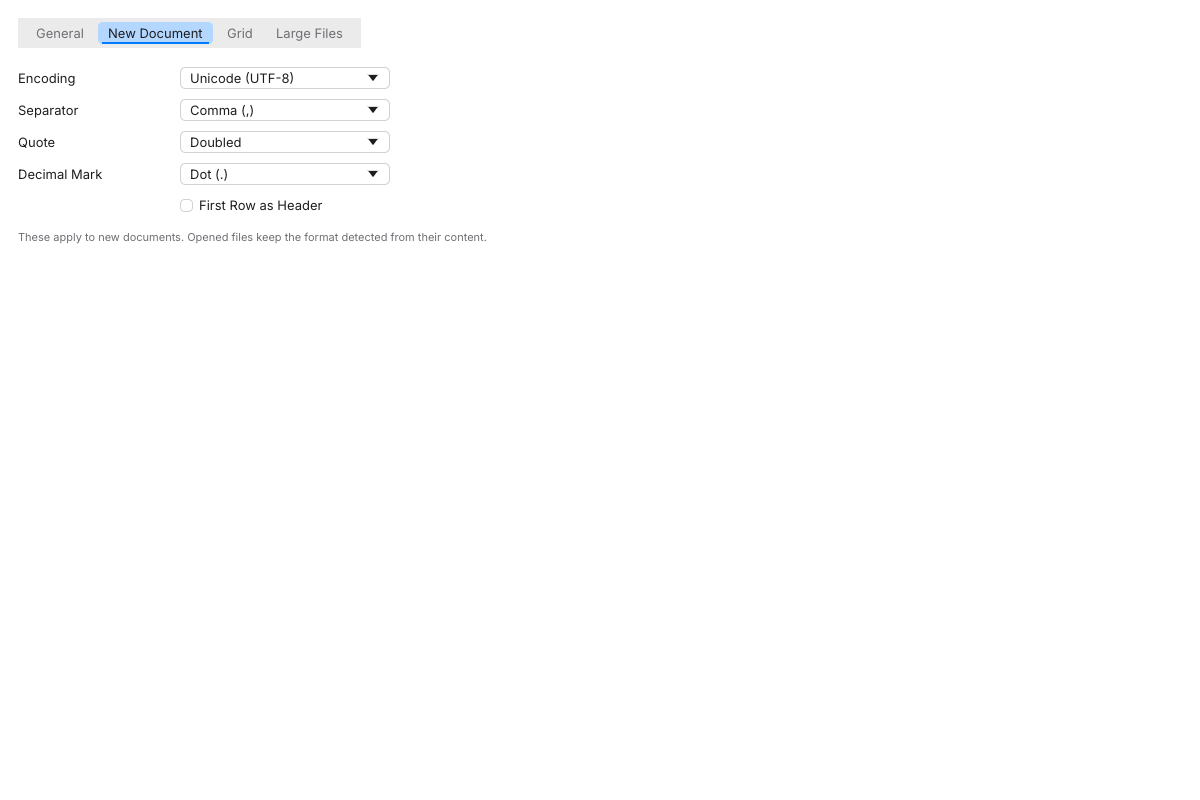 General New Document Grid Large Files
Encoding Unicode (UTF-8)
Separator Comma (,)
Quote Doubled
Decimal Mark Dot (.)
First Row as Header
These apply to new documents. Opened files keep the format detected from their content.